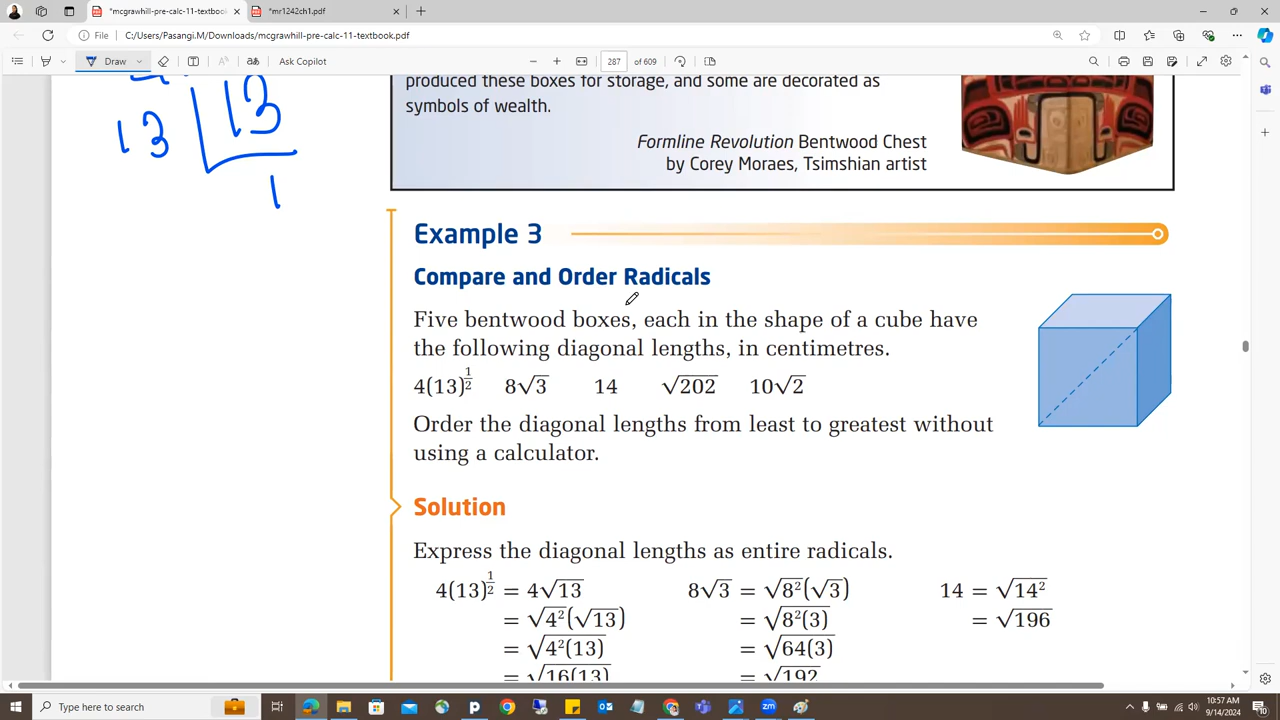 *mcgrawhill-pre-calc-11-textbook
*mr1242ch1.pdf
File
C:/Users/Pasangi.M/Downloads/mcgrawhill-pre-calc-11-textbook.pdf
Draw
Ask Copilot
287 of 609
13
13
1
produced these boxes for storage, and some are decorated as
symbols of wealth.
Formline Revolution Bentwood Chest
by Corey Moraes, Tsimshian artist
Example 3
Compare and Order Radicals
Five bentwood boxes, each in the shape of a cube have
the following diagonal lengths, in centimetres.
4(13)^{1/2} 8√3 14 √202 10√2
Order the diagonal lengths from least to greatest without
using a calculator.
Solution
Express the diagonal lengths as entire radicals.
4(13)^{1/2} = 4√13 8√3 = √8²(√3) 14 = √14²
= √4²(√13) = √8²(3) = √196
= √4²(13) = √64(3)
= √16(13) = √192
Type here to search
10:57 AM
9/14/2024